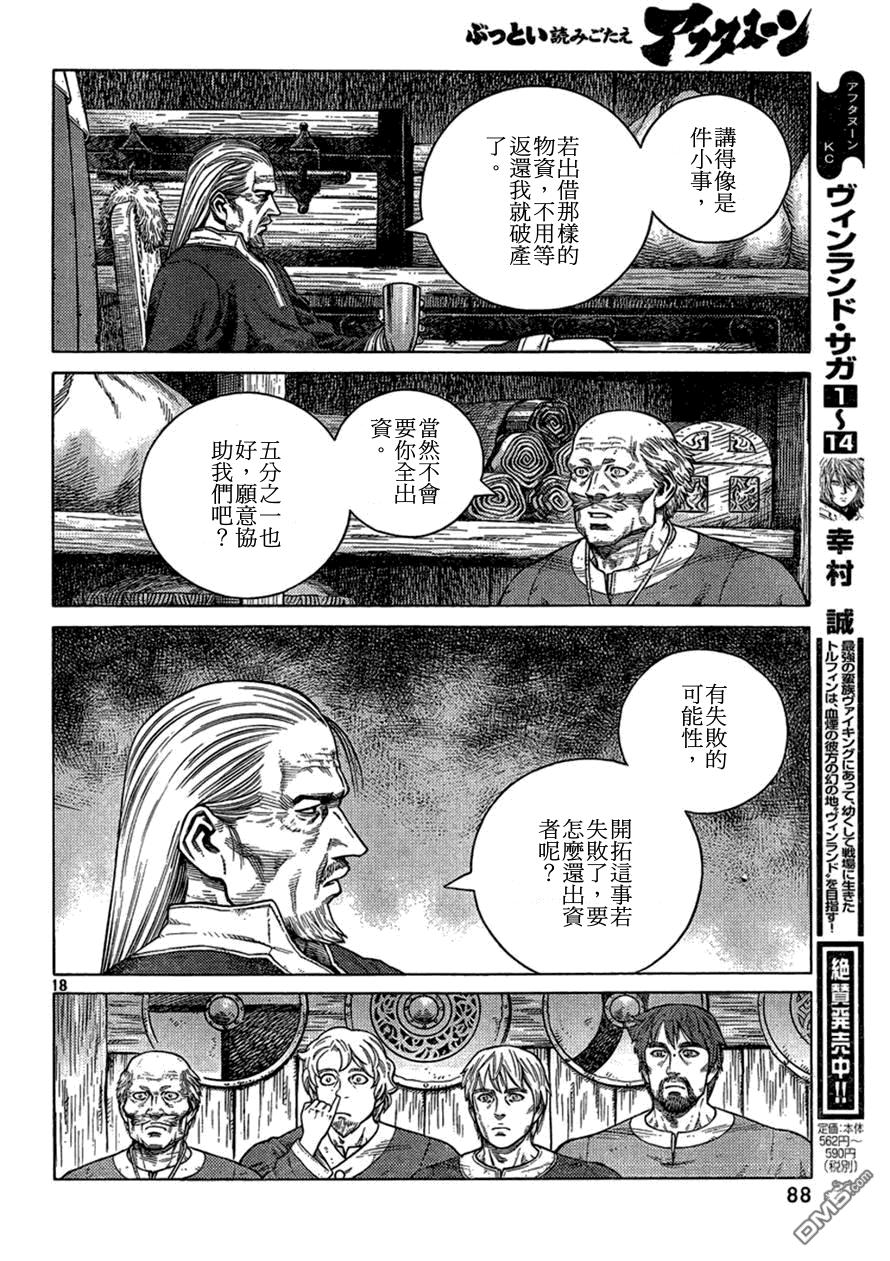 ぶっとい読みごたえ アフタヌーン
講得像是
件小事，
若出借那樣的
物資，不用等
返還我就破產
了。
當然不會
要你全出
資。
五分之一也
好，願意協
助我們吧？
有失敗的
可能性，
開拓這事若
失敗了，要
怎麼還出資
者呢？
18
アフタヌーン
KC
ヴィンランド・サガ 1～14
幸村 誠
最強の蛮族ヴァイキングにあって、幼くして戦場に生きた
トルフィンは、血煙の彼方の幻の地“ヴィンランド”を目指す！
絶賛発売中!!
定価：本体
562円～
590円
（税別）
88
DM5.com